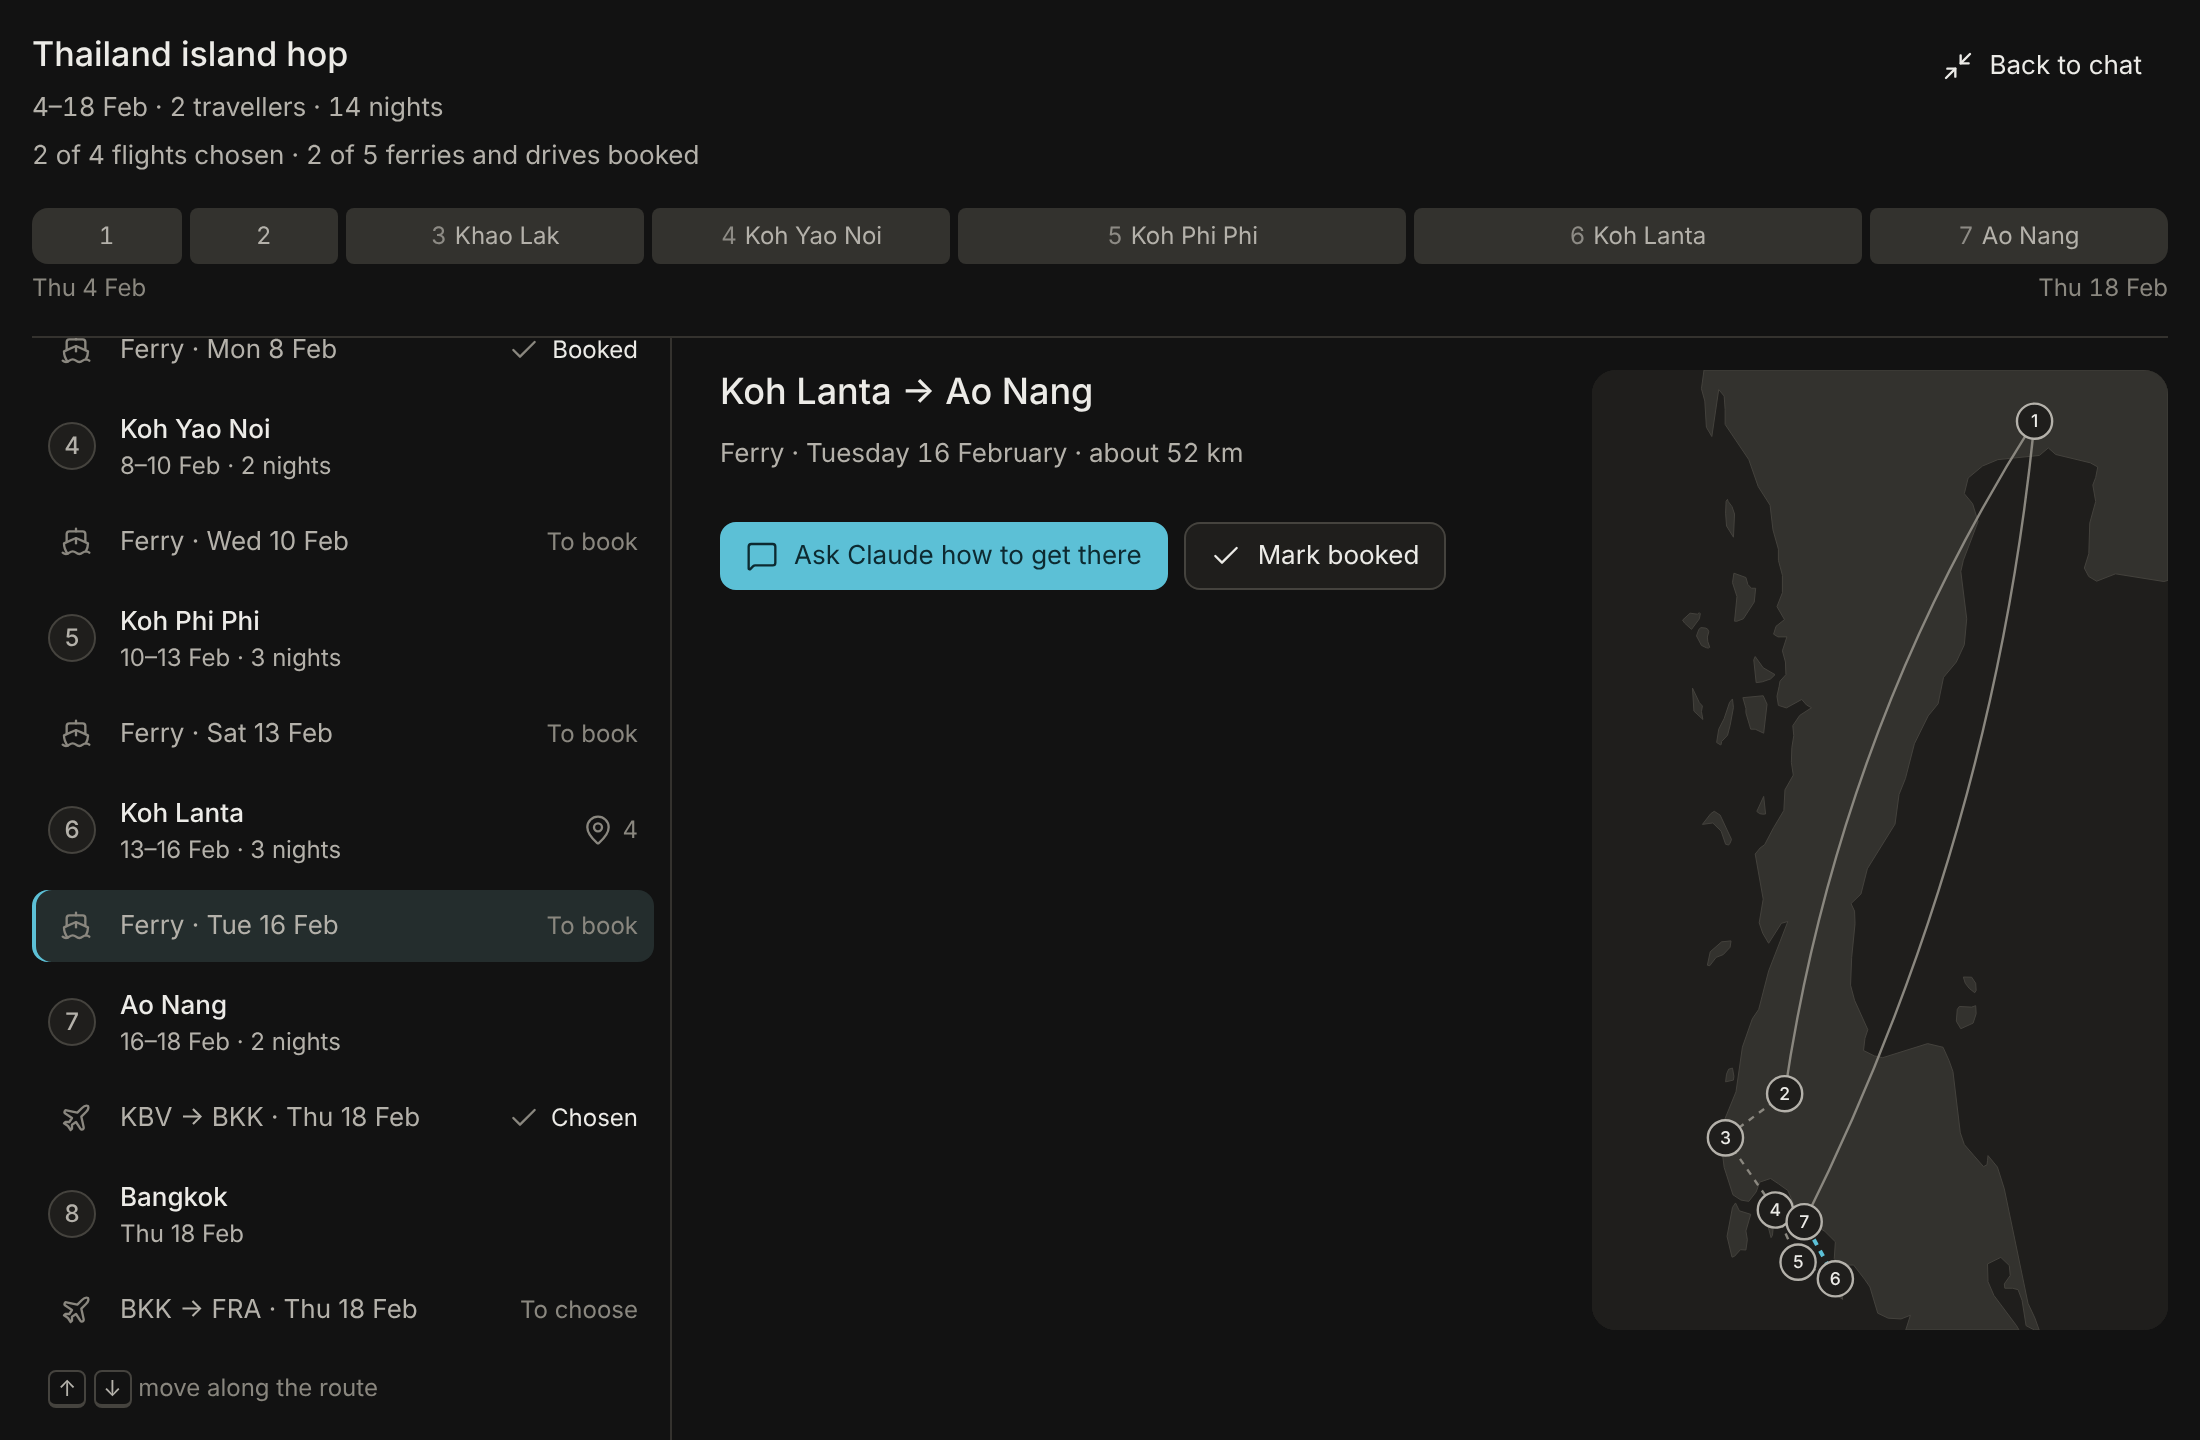 Thailand island hop
Back to chat
4–18 Feb · 2 travellers · 14 nights
2 of 4 flights chosen · 2 of 5 ferries and drives booked
1
2
3 Khao Lak
4 Koh Yao Noi
5 Koh Phi Phi
6 Koh Lanta
7 Ao Nang
Thu 4 Feb
Thu 18 Feb
Ferry · Mon 8 Feb
Booked
4
Koh Yao Noi
8–10 Feb · 2 nights
Ferry · Wed 10 Feb
To book
5
Koh Phi Phi
10–13 Feb · 3 nights
Ferry · Sat 13 Feb
To book
6
Koh Lanta
13–16 Feb · 3 nights
4
Ferry · Tue 16 Feb
To book
7
Ao Nang
16–18 Feb · 2 nights
KBV → BKK · Thu 18 Feb
Chosen
8
Bangkok
Thu 18 Feb
BKK → FRA · Thu 18 Feb
To choose
↑ ↓ move along the route
Koh Lanta → Ao Nang
Ferry · Tuesday 16 February · about 52 km
Ask Claude how to get there
Mark booked
1
2
3
4
7
5
6